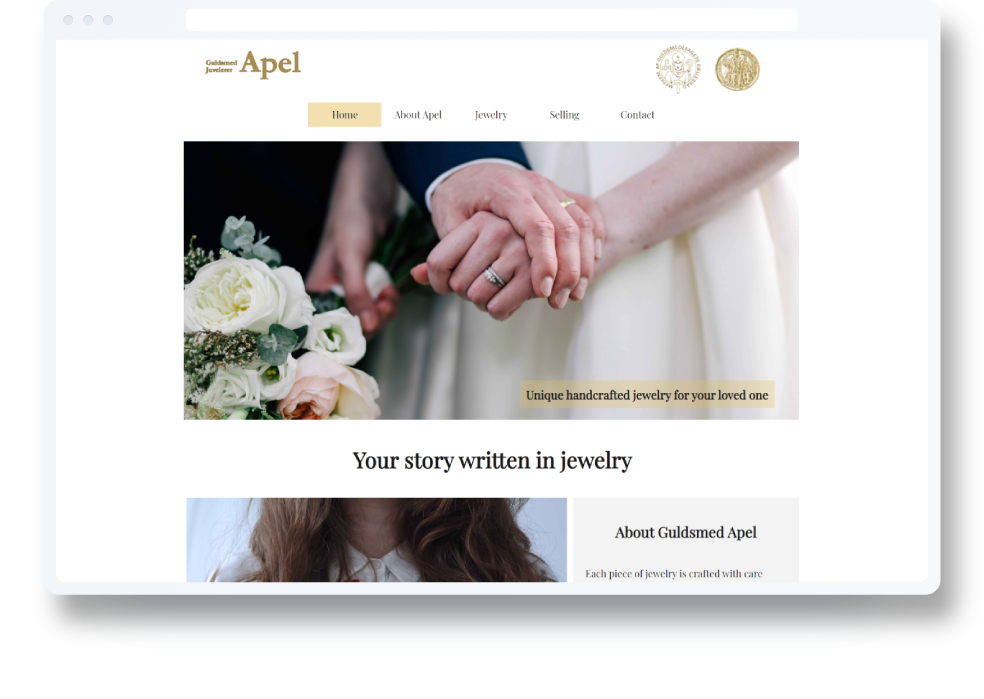 Guldsmed
Juvelerer
Apel
Home About Apel Jewelry Selling Contact
Unique handcrafted jewelry for your loved one
Your story written in jewelry
About Guldsmed Apel
Each piece of jewelry is crafted with care